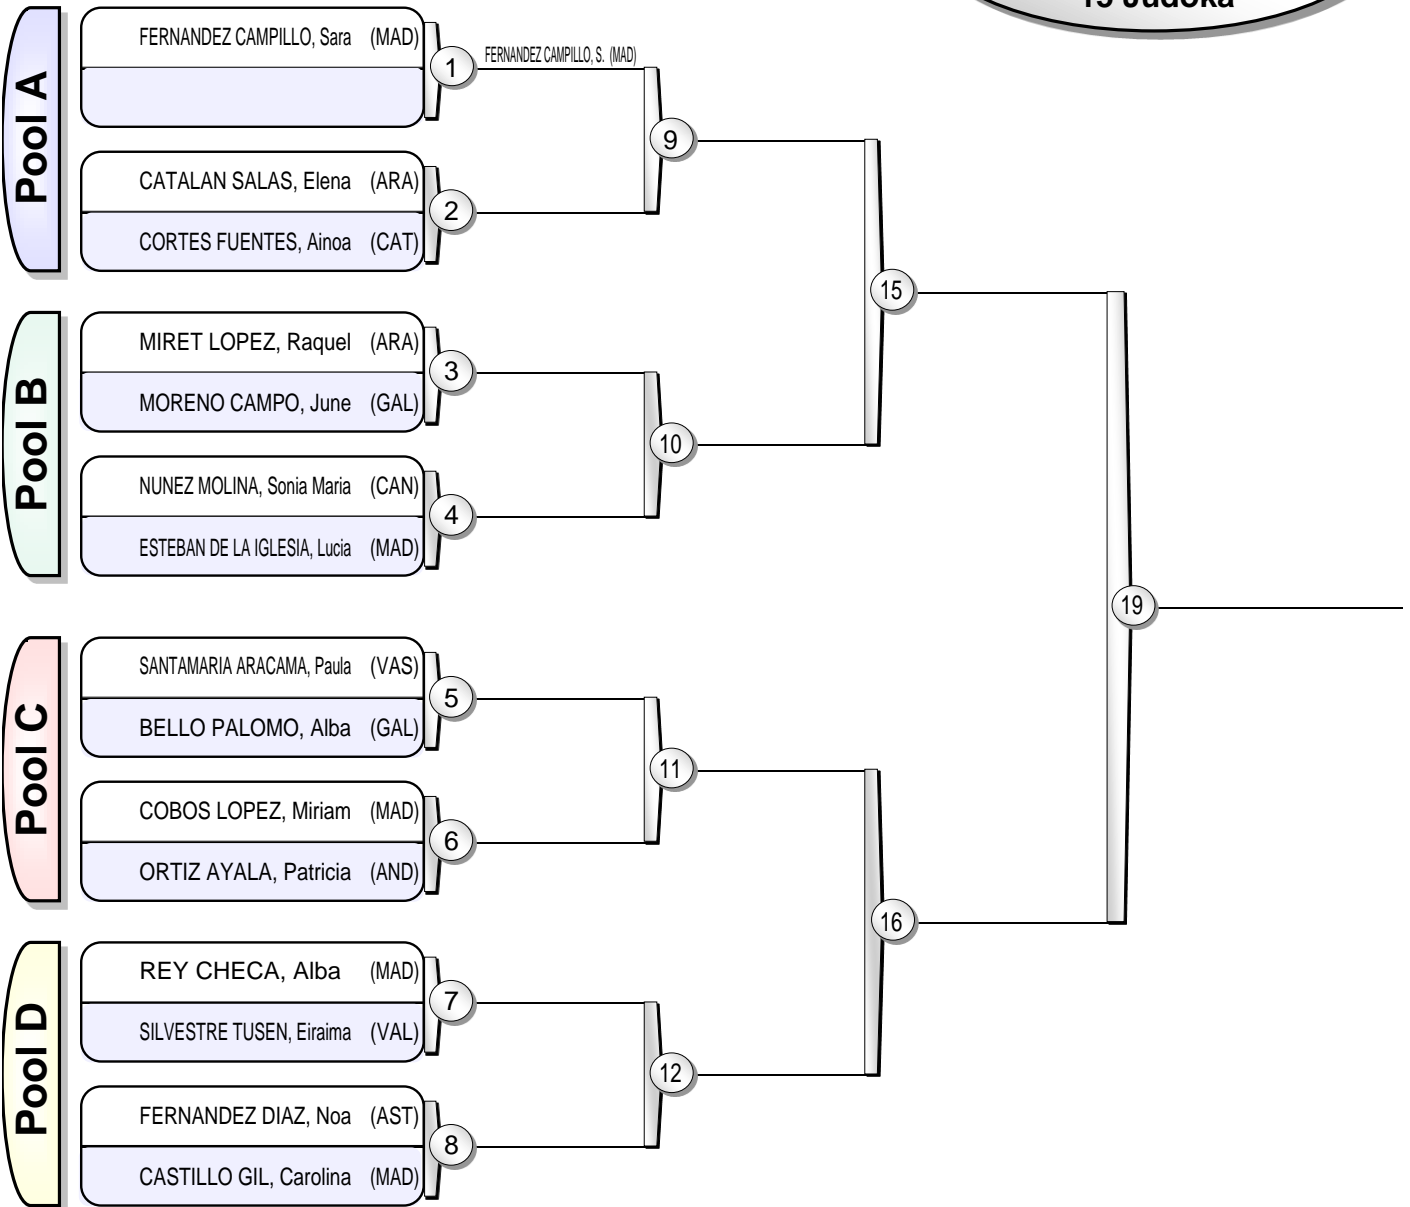 15 Judoka
Pool A
FERNANDEZ CAMPILLO, Sara (MAD)
1
FERNANDEZ CAMPILLO, S. (MAD)
9
CATALAN SALAS, Elena (ARA)
2
CORTES FUENTES, Ainoa (CAT)
15
Pool B
MIRET LOPEZ, Raquel (ARA)
3
MORENO CAMPO, June (GAL)
10
NUNEZ MOLINA, Sonia Maria (CAN)
4
ESTEBAN DE LA IGLESIA, Lucia (MAD)
19
Pool C
SANTAMARIA ARACAMA, Paula (VAS)
5
BELLO PALOMO, Alba (GAL)
11
COBOS LOPEZ, Miriam (MAD)
6
ORTIZ AYALA, Patricia (AND)
16
Pool D
REY CHECA, Alba (MAD)
7
SILVESTRE TUSEN, Eiraima (VAL)
12
FERNANDEZ DIAZ, Noa (AST)
8
CASTILLO GIL, Carolina (MAD)